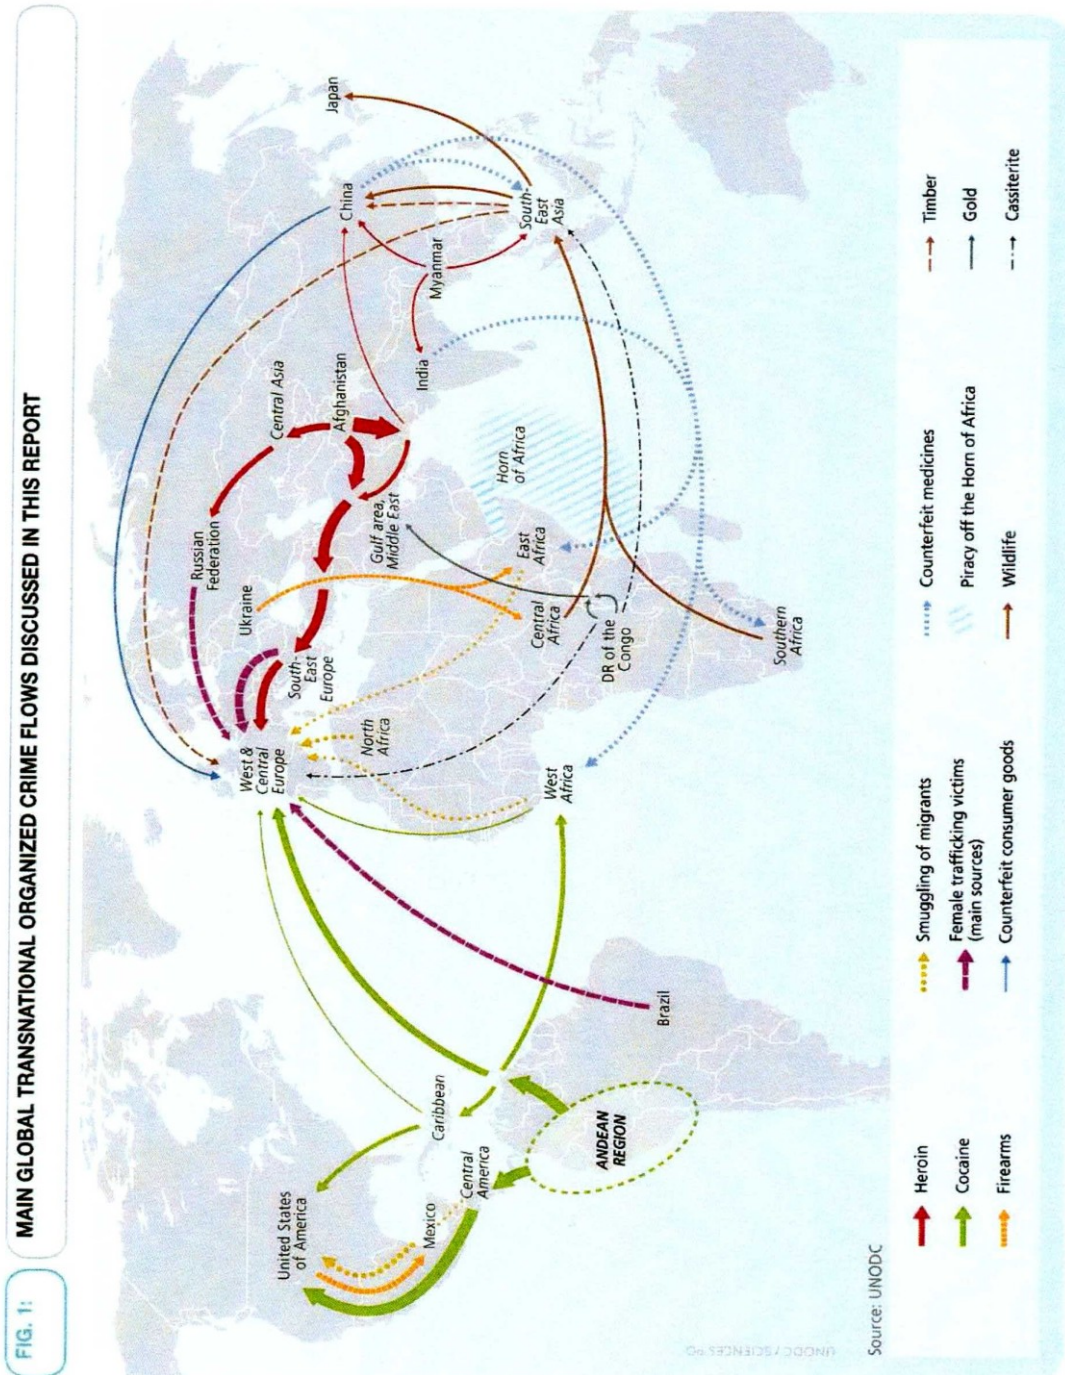 FIG. 1:
MAIN GLOBAL TRANSNATIONAL ORGANIZED CRIME FLOWS DISCUSSED IN THIS REPORT
United States
of America
Mexico
Central
America
Caribbean
ANDEAN
REGION
Brazil
West &
Central
Europe
South-
East
Europe
North
Africa
West
Africa
Ukraine
Russian
Federation
Central Asia
Afghanistan
Gulf area,
Middle East
Horn
of Africa
East
Africa
Central
Africa
DR of the
Congo
Southern
Africa
India
Myanmar
China
South-
East
Asia
Japan
UNODC / SCIENCES PO
Source: UNODC
Heroin
Cocaine
Firearms
Smuggling of migrants
Female trafficking victims
(main sources)
Counterfeit consumer goods
Counterfeit medicines
Piracy off the Horn of Africa
Wildlife
Timber
Gold
Cassiterite